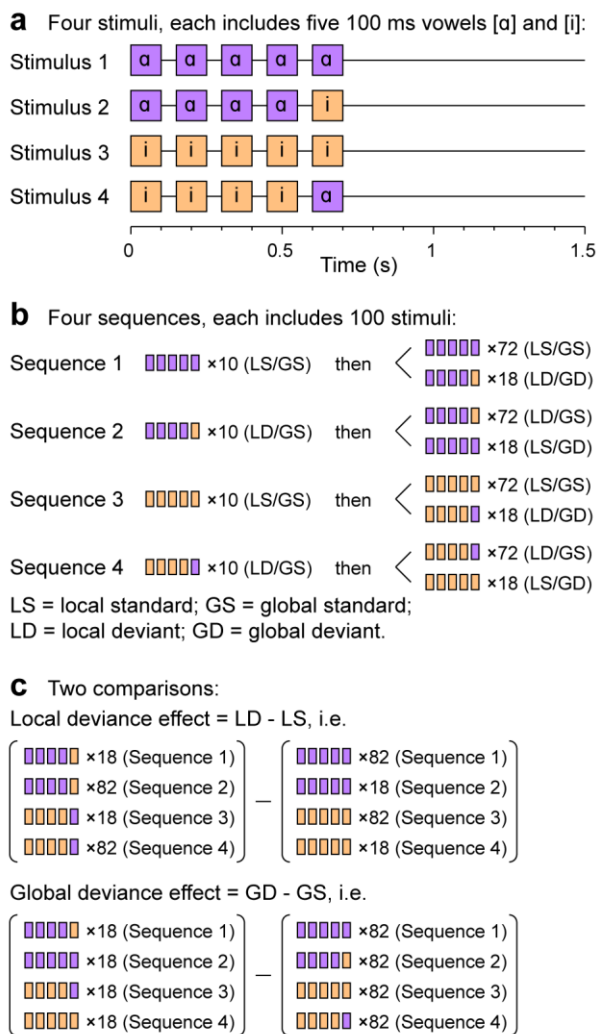 a Four stimuli, each includes five 100 ms vowels [ɑ] and [i]:
Stimulus 1 ɑ ɑ ɑ ɑ ɑ
Stimulus 2 ɑ ɑ ɑ ɑ i
Stimulus 3 i i i i i
Stimulus 4 i i i i ɑ
0 0.5 1 1.5
Time (s)
b Four sequences, each includes 100 stimuli:
Sequence 1 ×10 (LS/GS) then ×72 (LS/GS)
×18 (LD/GD)
Sequence 2 ×10 (LD/GS) then ×72 (LD/GS)
×18 (LS/GD)
Sequence 3 ×10 (LS/GS) then ×72 (LS/GS)
×18 (LD/GD)
Sequence 4 ×10 (LD/GS) then ×72 (LD/GS)
×18 (LS/GD)
LS = local standard; GS = global standard;
LD = local deviant; GD = global deviant.
c Two comparisons:
Local deviance effect = LD - LS, i.e.
×18 (Sequence 1) — ×82 (Sequence 1)
×82 (Sequence 2) ×18 (Sequence 2)
×18 (Sequence 3) ×82 (Sequence 3)
×82 (Sequence 4) ×18 (Sequence 4)
Global deviance effect = GD - GS, i.e.
×18 (Sequence 1) — ×82 (Sequence 1)
×18 (Sequence 2) ×82 (Sequence 2)
×18 (Sequence 3) ×82 (Sequence 3)
×18 (Sequence 4) ×82 (Sequence 4)